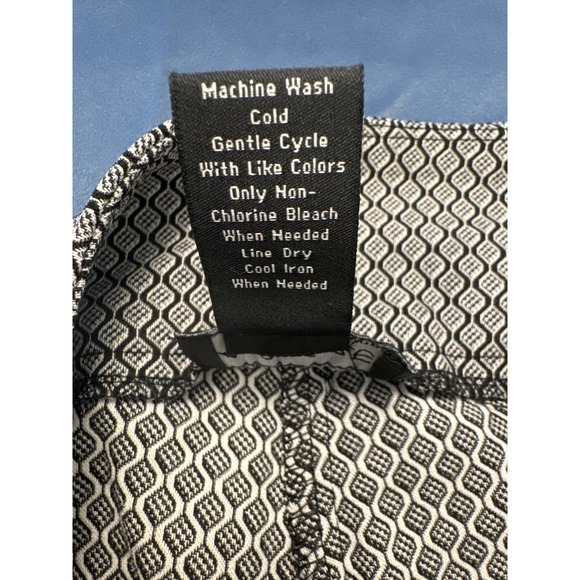 Machine Wash
Cold
Gentle Cycle
With Like Colors
Only Non-
Chlorine Bleach
When Needed
Line Dry
Cool Iron
When Needed